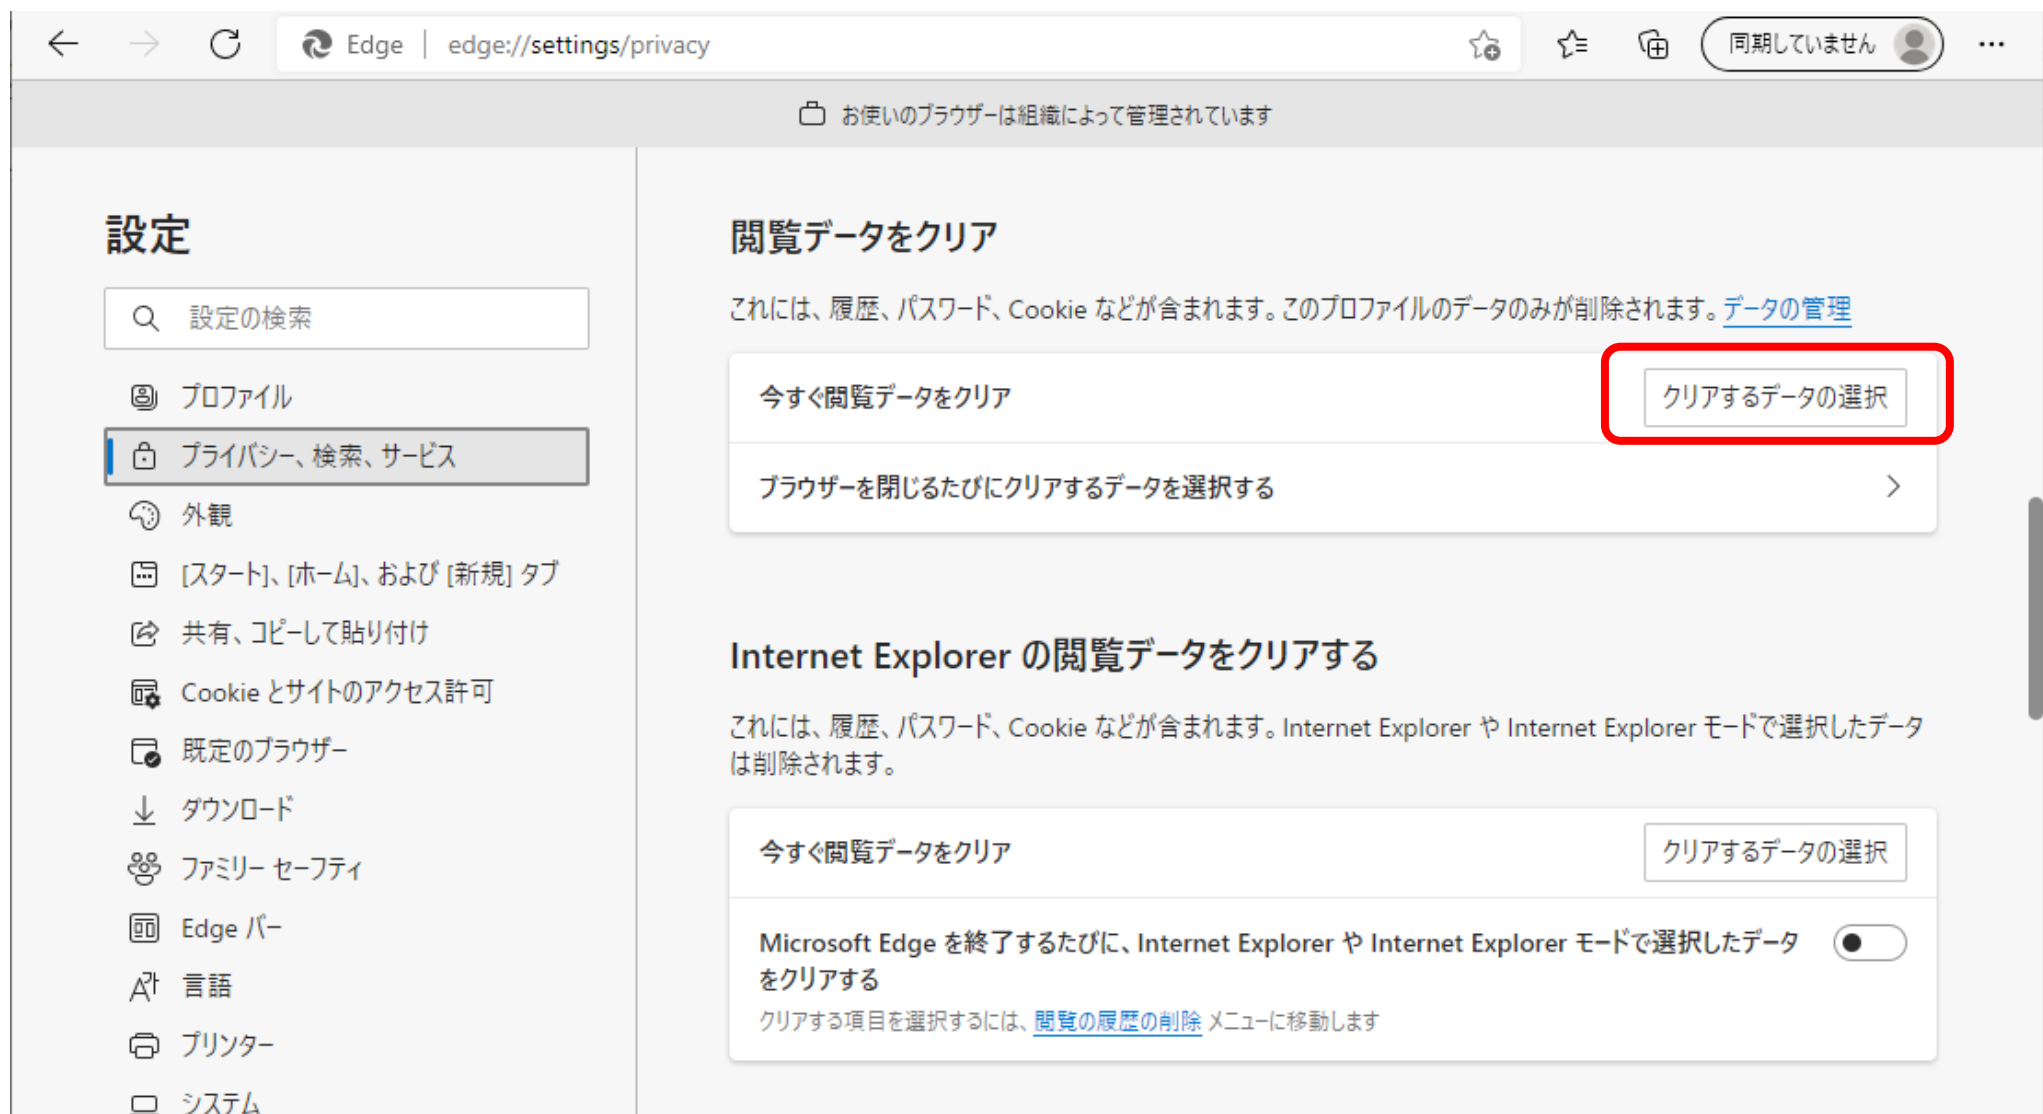 Edge | edge://settings/privacy
同期していません
お使いのブラウザーは組織によって管理されています
設定
設定の検索
プロファイル
プライバシー、検索、サービス
外観
[スタート]、[ホーム]、および [新規] タブ
共有、コピーして貼り付け
Cookie とサイトのアクセス許可
既定のブラウザー
ダウンロード
ファミリー セーフティ
Edge バー
言語
プリンター
システム
閲覧データをクリア
これには、履歴、パスワード、Cookie などが含まれます。このプロファイルのデータのみが削除されます。データの管理
今すぐ閲覧データをクリア
クリアするデータの選択
ブラウザーを閉じるたびにクリアするデータを選択する
Internet Explorer の閲覧データをクリアする
これには、履歴、パスワード、Cookie などが含まれます。Internet Explorer や Internet Explorer モードで選択したデータ
は削除されます。
今すぐ閲覧データをクリア
クリアするデータの選択
Microsoft Edge を終了するたびに、Internet Explorer や Internet Explorer モードで選択したデータ
をクリアする
クリアする項目を選択するには、閲覧の履歴の削除 メニューに移動します